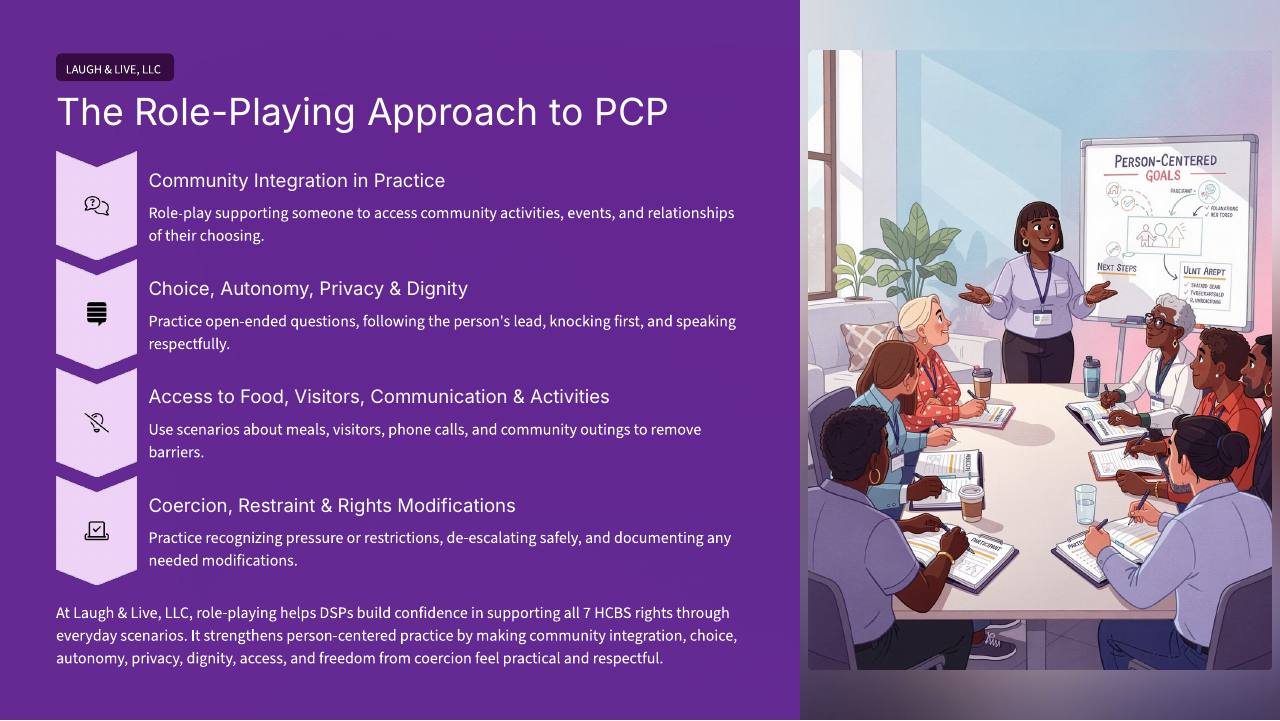 LAUGH & LIVE, LLC
The Role-Playing Approach to PCP
Community Integration in Practice
Role-play supporting someone to access community activities, events, and relationships
of their choosing.
Choice, Autonomy, Privacy & Dignity
Practice open-ended questions, following the person's lead, knocking first, and speaking
respectfully.
Access to Food, Visitors, Communication & Activities
Use scenarios about meals, visitors, phone calls, and community outings to remove
barriers.
Coercion, Restraint & Rights Modifications
Practice recognizing pressure or restrictions, de-escalating safely, and documenting any
needed modifications.
At Laugh & Live, LLC, role-playing helps DSPs build confidence in supporting all 7 HCBS rights through
everyday scenarios. It strengthens person-centered practice by making community integration, choice,
autonomy, privacy, dignity, access, and freedom from coercion feel practical and respectful.
PERSON-CENTERED
GOALS
NEXT STEPS
ULNT AREPT
PARTICIPANT